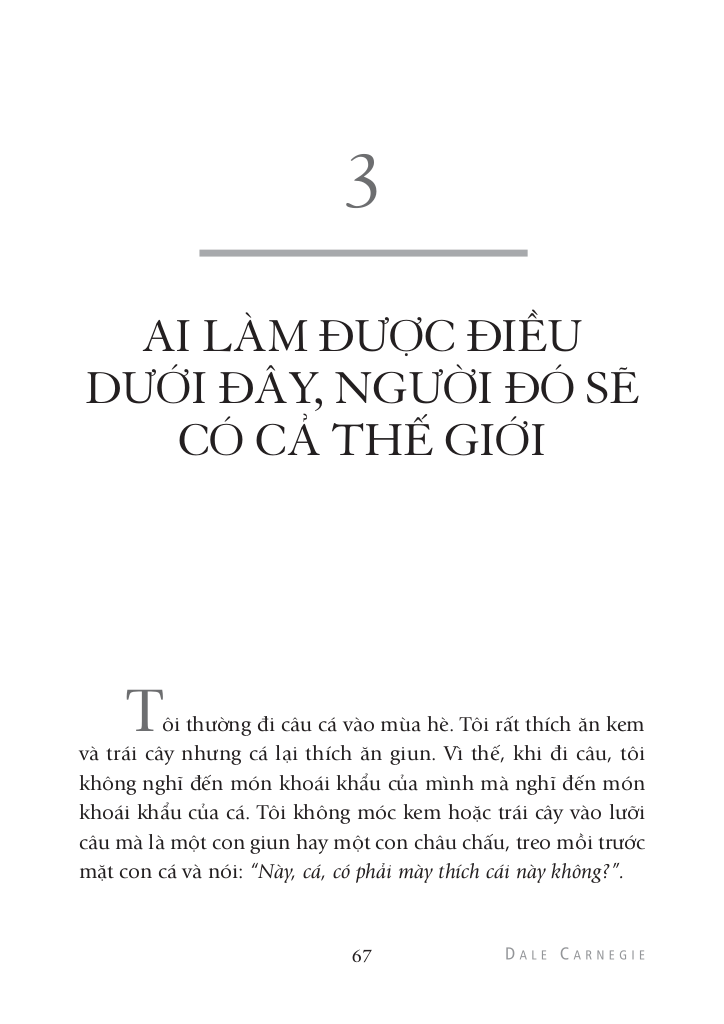 3
AI LÀM ĐƯỢC ĐIỀU
DƯỚI ĐÂY, NGƯỜI ĐÓ SẼ
CÓ CẢ THẾ GIỚI
Tôi thường đi câu cá vào mùa hè. Tôi rất thích ăn kem
và trái cây nhưng cá lại thích ăn giun. Vì thế, khi đi câu, tôi
không nghĩ đến món khoái khẩu của mình mà nghĩ đến món
khoái khẩu của cá. Tôi không móc kem hoặc trái cây vào lưỡi
câu mà là một con giun hay một con châu chấu, treo mồi trước
mặt con cá và nói: “Này, cá, có phải mày thích cái này không?”.
67 DALE CARNEGIE